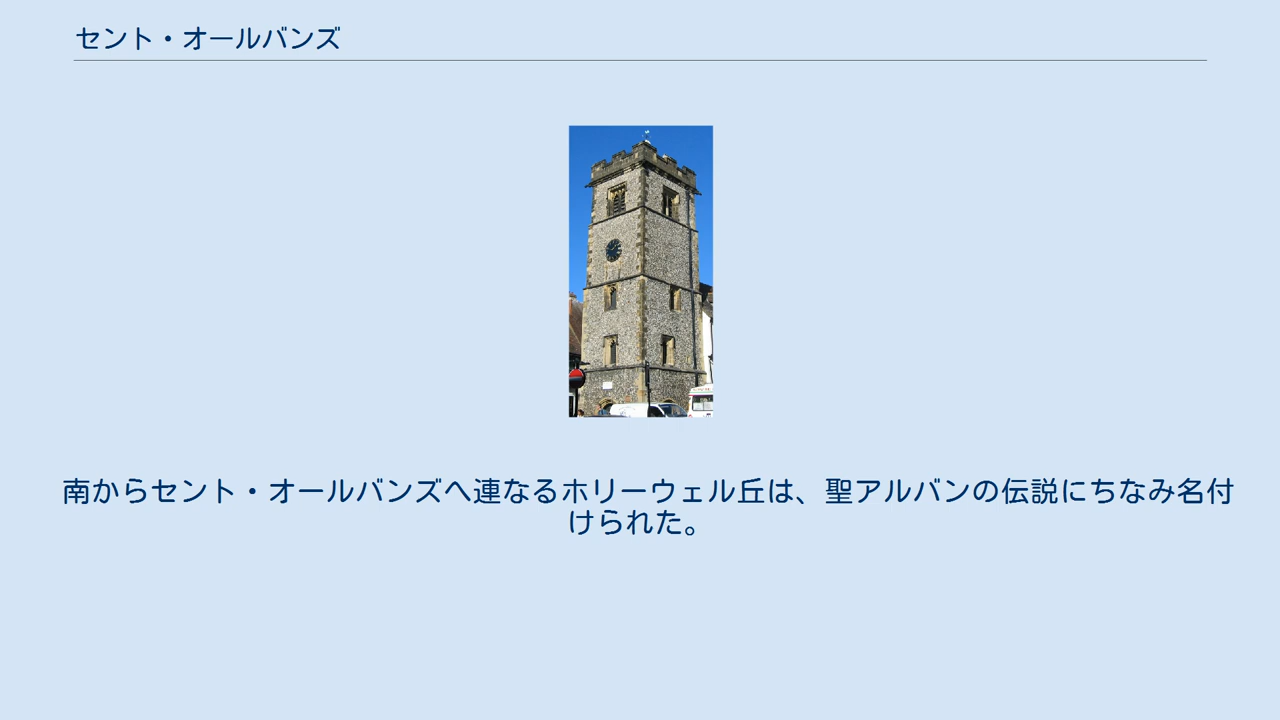 セント・オールバンズ
南からセント・オールバンズへ連なるホリーウェル丘は、聖アルバンの伝説にちなみ名付
けられた。